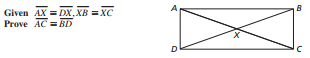 Given AX = DX, XB = XC
Prove AC = BD
A
B
X
D
C